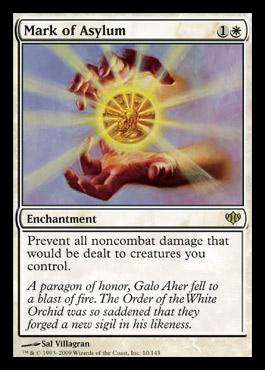 Mark of Asylum 1
Enchantment
Prevent all noncombat damage that
would be dealt to creatures you
control.
A paragon of honor, Galo Aher fell to
a blast of fire. The Order of the White
Orchid was so saddened that they
forged a new sigil in his likeness.
Sal Villagran
™ & © 1993-2009 Wizards of the Coast, Inc. 10/145